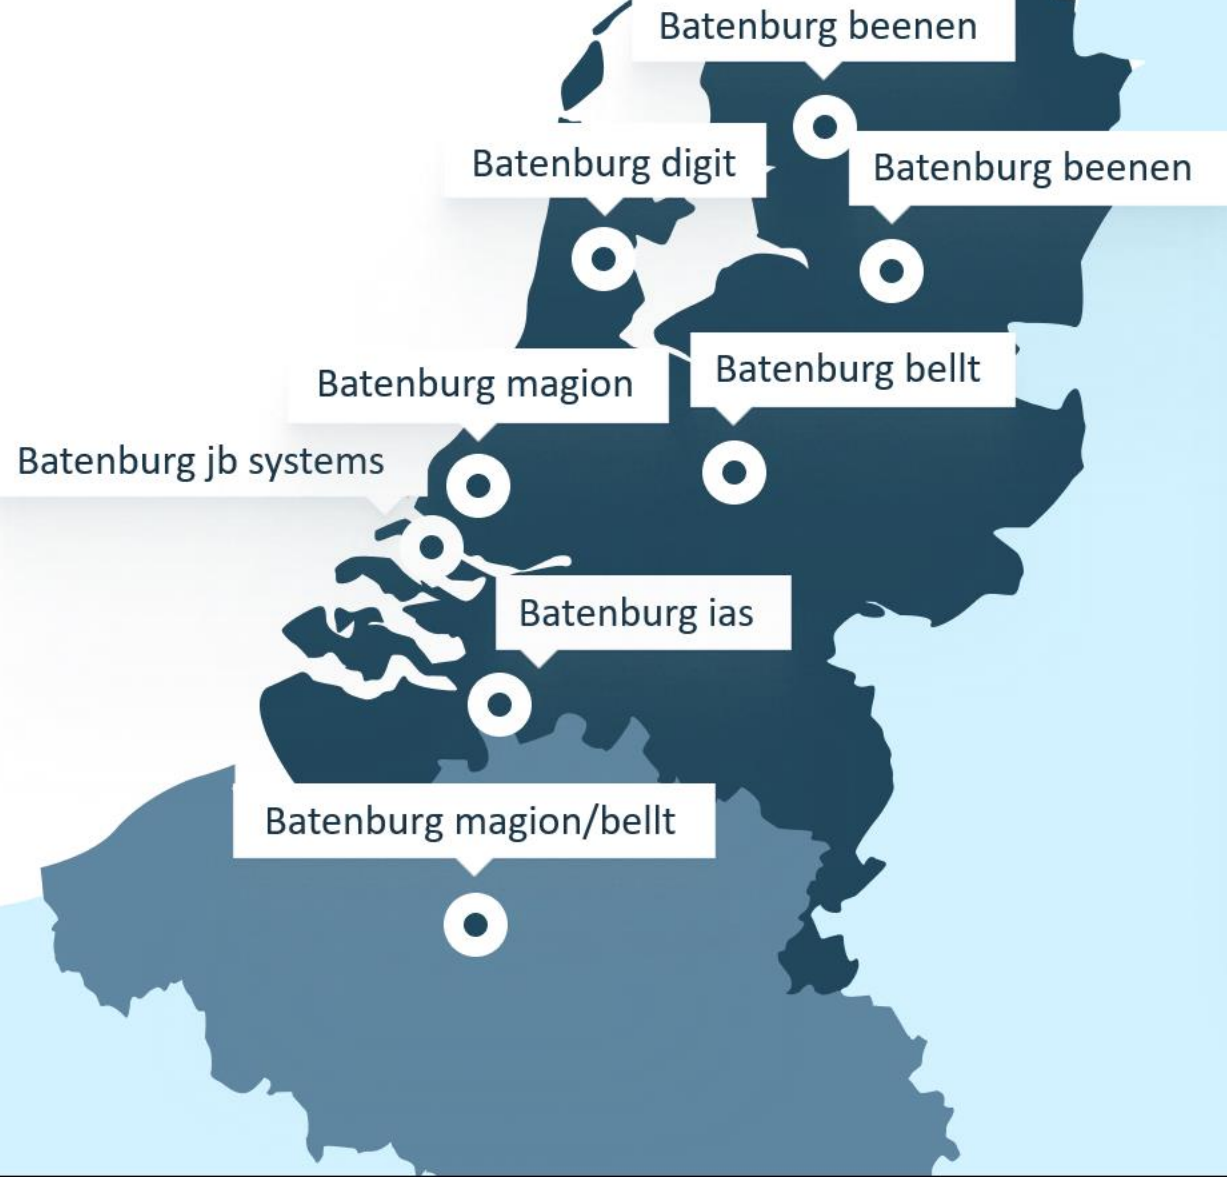 Batenburg beenen
Batenburg digit
Batenburg beenen
Batenburg magion
Batenburg bellt
Batenburg jb systems
Batenburg ias
Batenburg magion/bellt